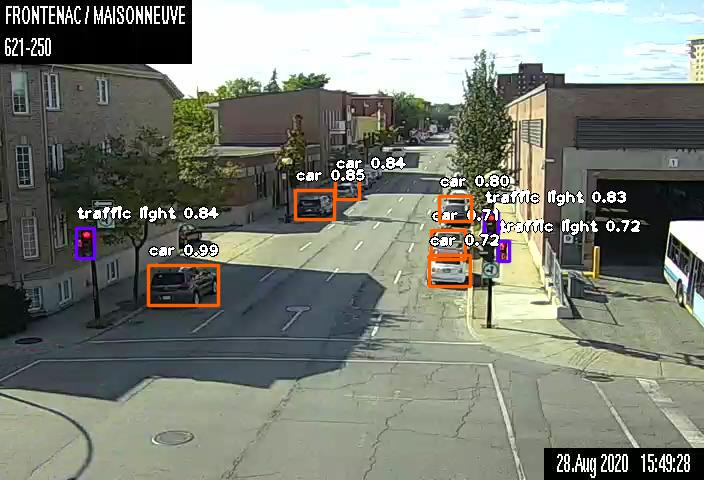 FRONTENAC / MAISONNEUVE
621-250
car 0.84
car 0.85
car 0.80
traffic light 0.83
traffic light 0.84
car 0.71
traffic light 0.72
car 0.72
car 0.99
1
28.Aug 2020 15:49:28